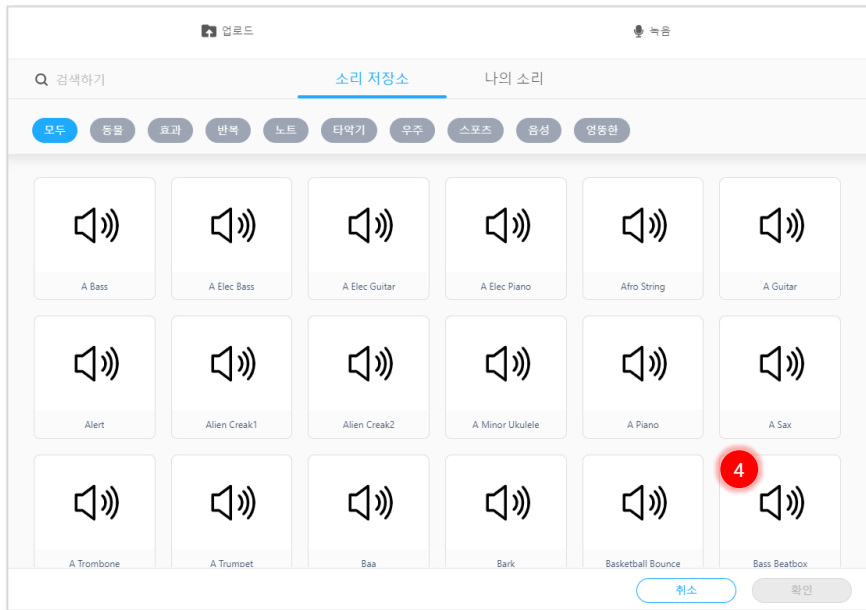 업로드 녹음
검색하기 소리 저장소 나의 소리
모두 동물 효과 반복 노트 타악기 우주 스포츠 음성 엉뚱한
A Bass A Elec Bass A Elec Guitar A Elec Piano Afro String A Guitar
Alert Alien Creak1 Alien Creak2 A Minor Ukulele A Piano A Sax
4
A Trombone A Trumpet Baa Bark Basketball Bounce Bass Beatbox
취소 확인